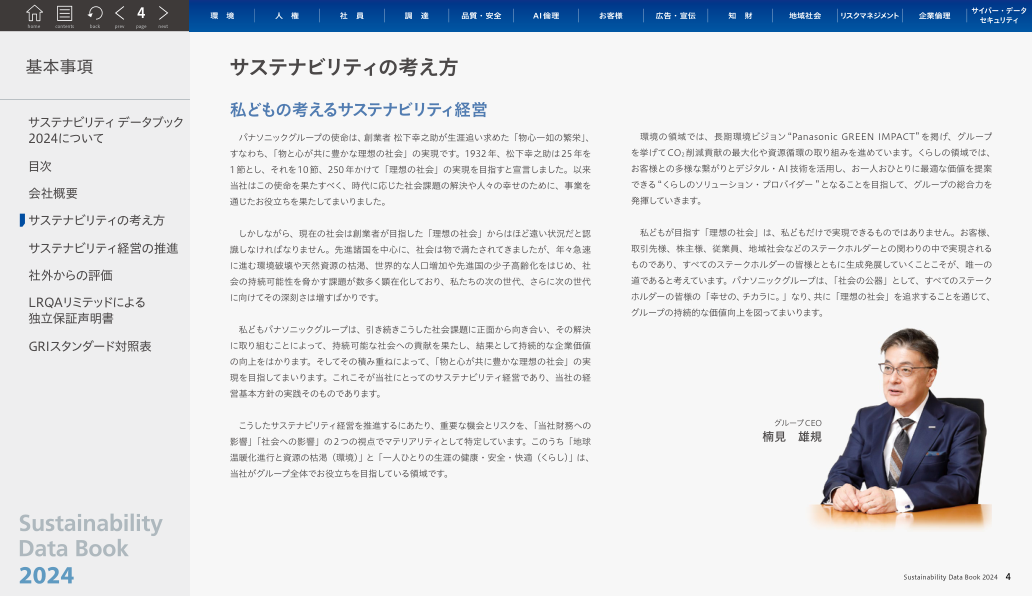 home contents back prev 4 page next
環　境
人　権
社　員
調　達
品質・安全
AI倫理
お客様
広告・宣伝
知　財
地域社会
リスクマネジメント
企業倫理
サイバー・データ
セキュリティ
基本事項
サステナビリティ データブック
2024について
目次
会社概要
サステナビリティの考え方
サステナビリティ経営の推進
社外からの評価
LRQAリミテッドによる
独立保証声明書
GRIスタンダード対照表
Sustainability
Data Book
2024
サステナビリティの考え方
私どもの考えるサステナビリティ経営
パナソニックグループの使命は、創業者 松下幸之助が生涯追い求めた「物心一如の繁栄」、
すなわち、「物と心が共に豊かな理想の社会」の実現です。1932年、松下幸之助は25年を
1節とし、それを10節、250年かけて「理想の社会」の実現を目指すと宣言しました。以来
当社はこの使命を果たすべく、時代に応じた社会課題の解決や人々の幸せのために、事業を
通じたお役立ちを果たしてまいりました。
しかしながら、現在の社会は創業者が目指した「理想の社会」からはほど遠い状況だと認
識しなければなりません。先進諸国を中心に、社会は物で満たされてきましたが、年々急速
に進む環境破壊や天然資源の枯渇、世界的な人口増加や先進国の少子高齢化をはじめ、社
会の持続可能性を脅かす課題が数多く顕在化しており、私たちの次の世代、さらに次の世代
に向けてその深刻さは増すばかりです。
私どもパナソニックグループは、引き続きこうした社会課題に正面から向き合い、その解決
に取り組むことによって、持続可能な社会への貢献を果たし、結果として持続的な企業価値
の向上をはかります。そしてその積み重ねによって、「物と心が共に豊かな理想の社会」の実
現を目指してまいります。これこそが当社にとってのサステナビリティ経営であり、当社の経
営基本方針の実践そのものであります。
こうしたサステナビリティ経営を推進するにあたり、重要な機会とリスクを、「当社財務への
影響」「社会への影響」の2つの視点でマテリアリティとして特定しています。このうち「地球
温暖化進行と資源の枯渇（環境）」と「一人ひとりの生涯の健康・安全・快適（くらし）」は、
当社がグループ全体でお役立ちを目指している領域です。
環境の領域では、長期環境ビジョン“Panasonic GREEN IMPACT”を掲げ、グループ
を挙げてCO₂削減貢献の最大化や資源循環の取り組みを進めています。くらしの領域では、
お客様との多様な繋がりとデジタル・AI技術を活用し、お一人おひとりに最適な価値を提案
できる“くらしのソリューション・プロバイダー”となることを目指して、グループの総合力を
発揮していきます。
私どもが目指す「理想の社会」は、私どもだけで実現できるものではありません。お客様、
取引先様、株主様、従業員、地域社会などのステークホルダーとの関わりの中で実現される
ものであり、すべてのステークホルダーの皆様とともに生成発展していくことこそが、唯一の
道であると考えています。パナソニックグループは、「社会の公器」として、すべてのステーク
ホルダーの皆様の「幸せの、チカラに。」なり、共に「理想の社会」を追求することを通じて、
グループの持続的な価値向上を図ってまいります。
グループCEO
楠見　雄規
Sustainability Data Book 2024 4